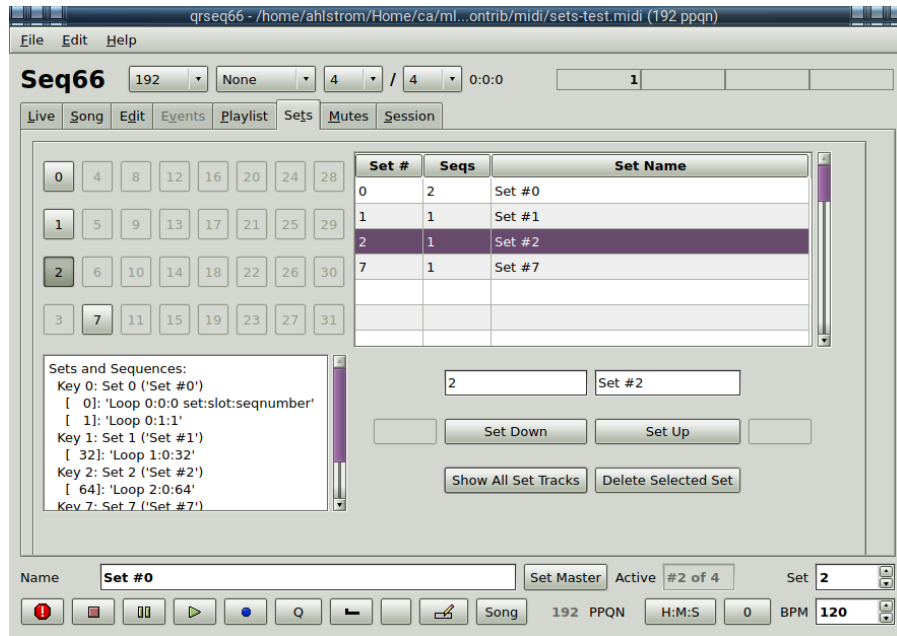 qrseq66 - /home/ahlstrom/Home/ca/ml...ontrib/midi/sets-test.midi (192 ppqn)
File Edit Help
Seq66 192 None 4 / 4 0:0:0 1
Live Song Edit Events Playlist Sets Mutes Session
0 4 8 12 16 20 24 28
1 5 9 13 17 21 25 29
2 6 10 14 18 22 26 30
3 7 11 15 19 23 27 31
Set # Seqs Set Name
0 2 Set #0
1 1 Set #1
2 1 Set #2
7 1 Set #7
Sets and Sequences:
Key 0: Set 0 ('Set #0')
[ 0]: 'Loop 0:0:0 set:slot:seqnumber'
[ 1]: 'Loop 0:1:1'
Key 1: Set 1 ('Set #1')
[ 32]: 'Loop 1:0:32'
Key 2: Set 2 ('Set #2')
[ 64]: 'Loop 2:0:64'
Key 7: Set 7 ('Set #7')
2 Set #2
Set Down Set Up
Show All Set Tracks Delete Selected Set
Name Set #0 Set Master Active #2 of 4 Set 2
Q Song 192 PPQN H:M:S 0 BPM 120